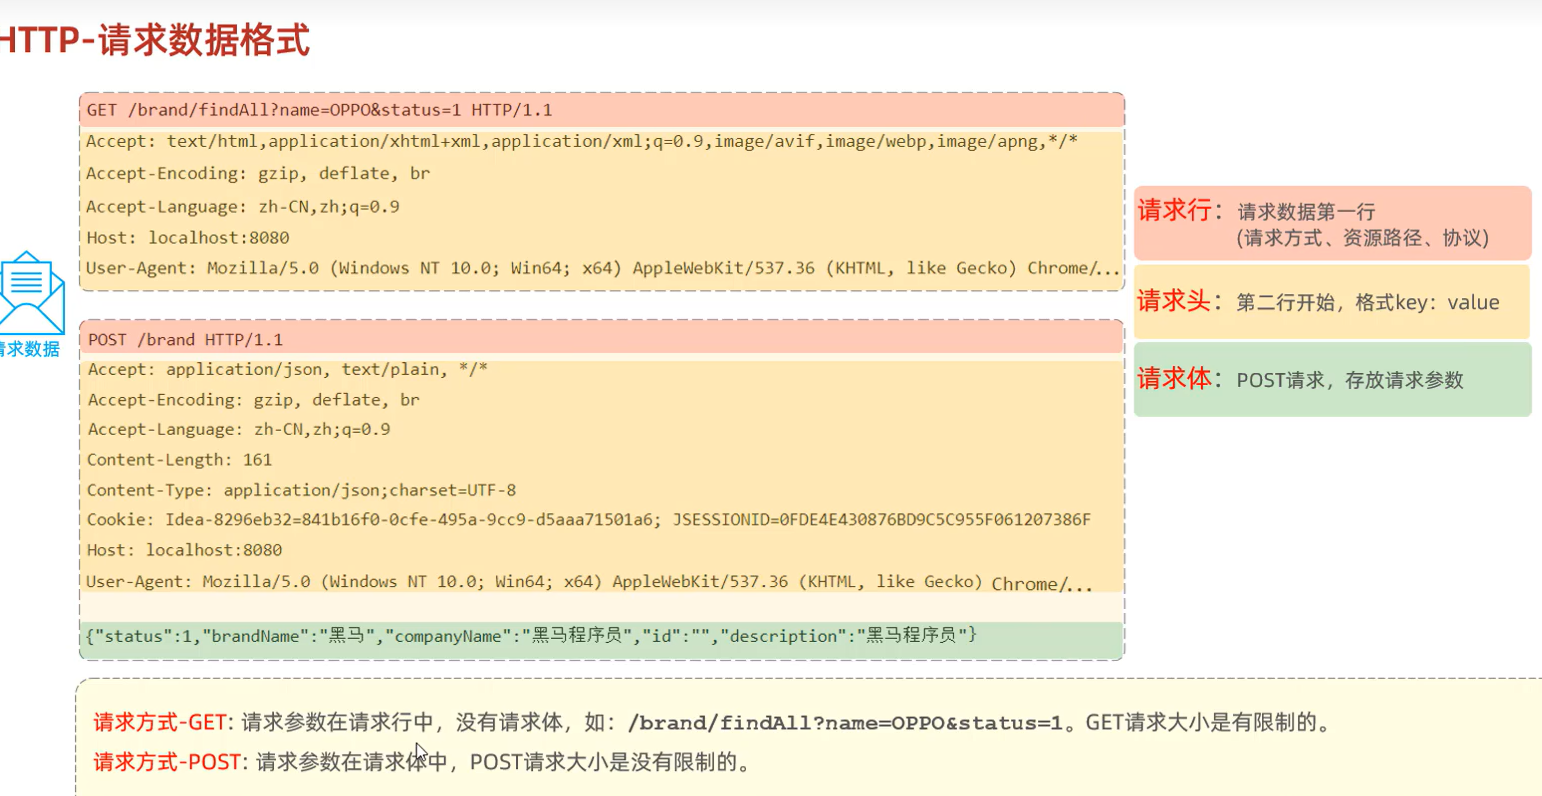 HTTP-请求数据格式
GET /brand/findAll?name=OPPO&status=1 HTTP/1.1
Accept: text/html,application/xhtml+xml,application/xml;q=0.9,image/avif,image/webp,image/apng,*/*
Accept-Encoding: gzip, deflate, br
Accept-Language: zh-CN,zh;q=0.9
Host: localhost:8080
User-Agent: Mozilla/5.0 (Windows NT 10.0; Win64; x64) AppleWebKit/537.36 (KHTML, like Gecko) Chrome/...
请求数据
POST /brand HTTP/1.1
Accept: application/json, text/plain, */*
Accept-Encoding: gzip, deflate, br
Accept-Language: zh-CN,zh;q=0.9
Content-Length: 161
Content-Type: application/json;charset=UTF-8
Cookie: Idea-8296eb32=841b16f0-0cfe-495a-9cc9-d5aaa71501a6; JSESSIONID=0FDE4E430876BD9C5C955F061207386F
Host: localhost:8080
User-Agent: Mozilla/5.0 (Windows NT 10.0; Win64; x64) AppleWebKit/537.36 (KHTML, like Gecko) Chrome/...
{"status":1,"brandName":"黑马","companyName":"黑马程序员","id":"","description":"黑马程序员"}
请求行：请求数据第一行
(请求方式、资源路径、协议)
请求头：第二行开始，格式key：value
请求体：POST请求，存放请求参数
请求方式-GET：请求参数在请求行中，没有请求体，如：/brand/findAll?name=OPPO&status=1。GET请求大小是有限制的。
请求方式-POST：请求参数在请求体中，POST请求大小是没有限制的。